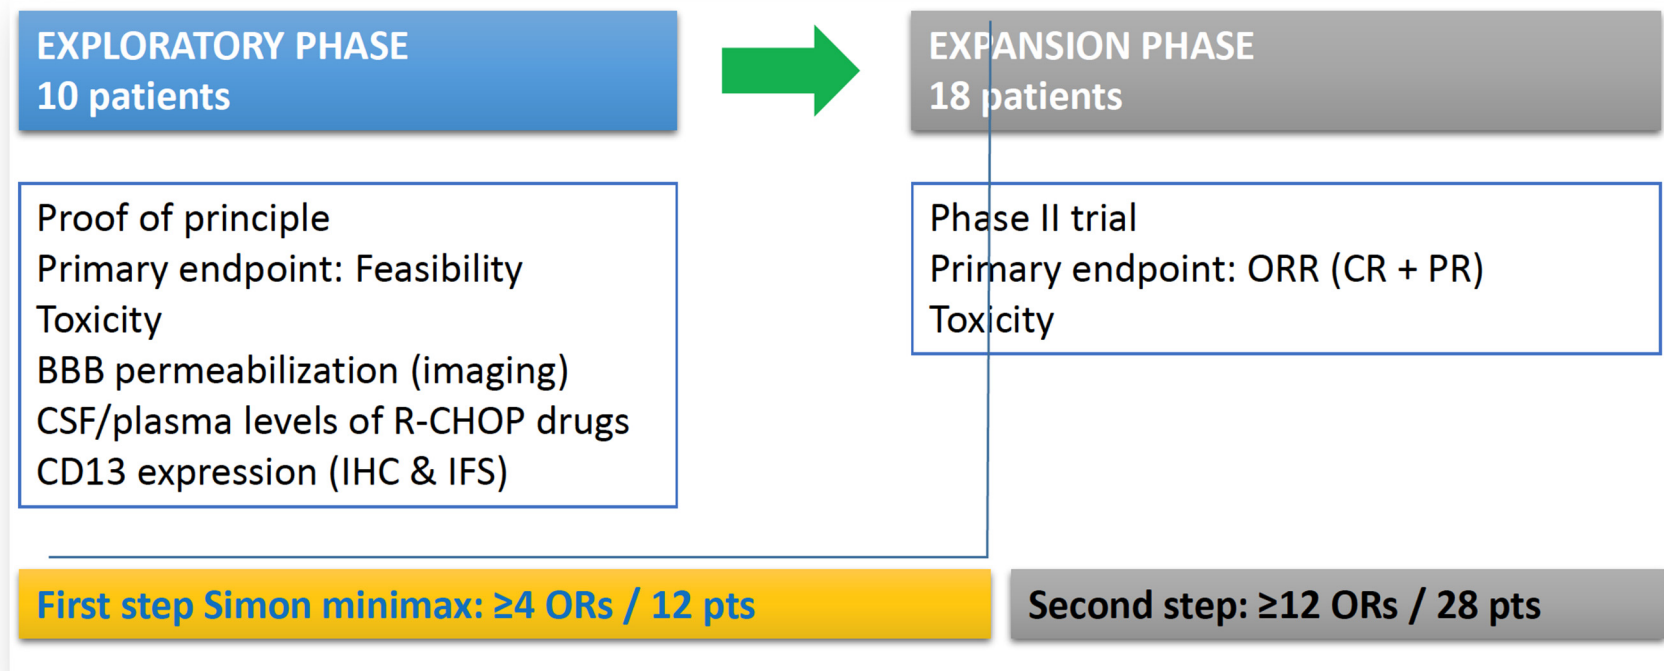 EXPLORATORY PHASE
10 patients
EXPANSION PHASE
18 patients
Proof of principle
Primary endpoint: Feasibility
Toxicity
BBB permeabilization (imaging)
CSF/plasma levels of R-CHOP drugs
CD13 expression (IHC & IFS)
Phase II trial
Primary endpoint: ORR (CR + PR)
Toxicity
First step Simon minimax: ≥4 ORs / 12 pts
Second step: ≥12 ORs / 28 pts